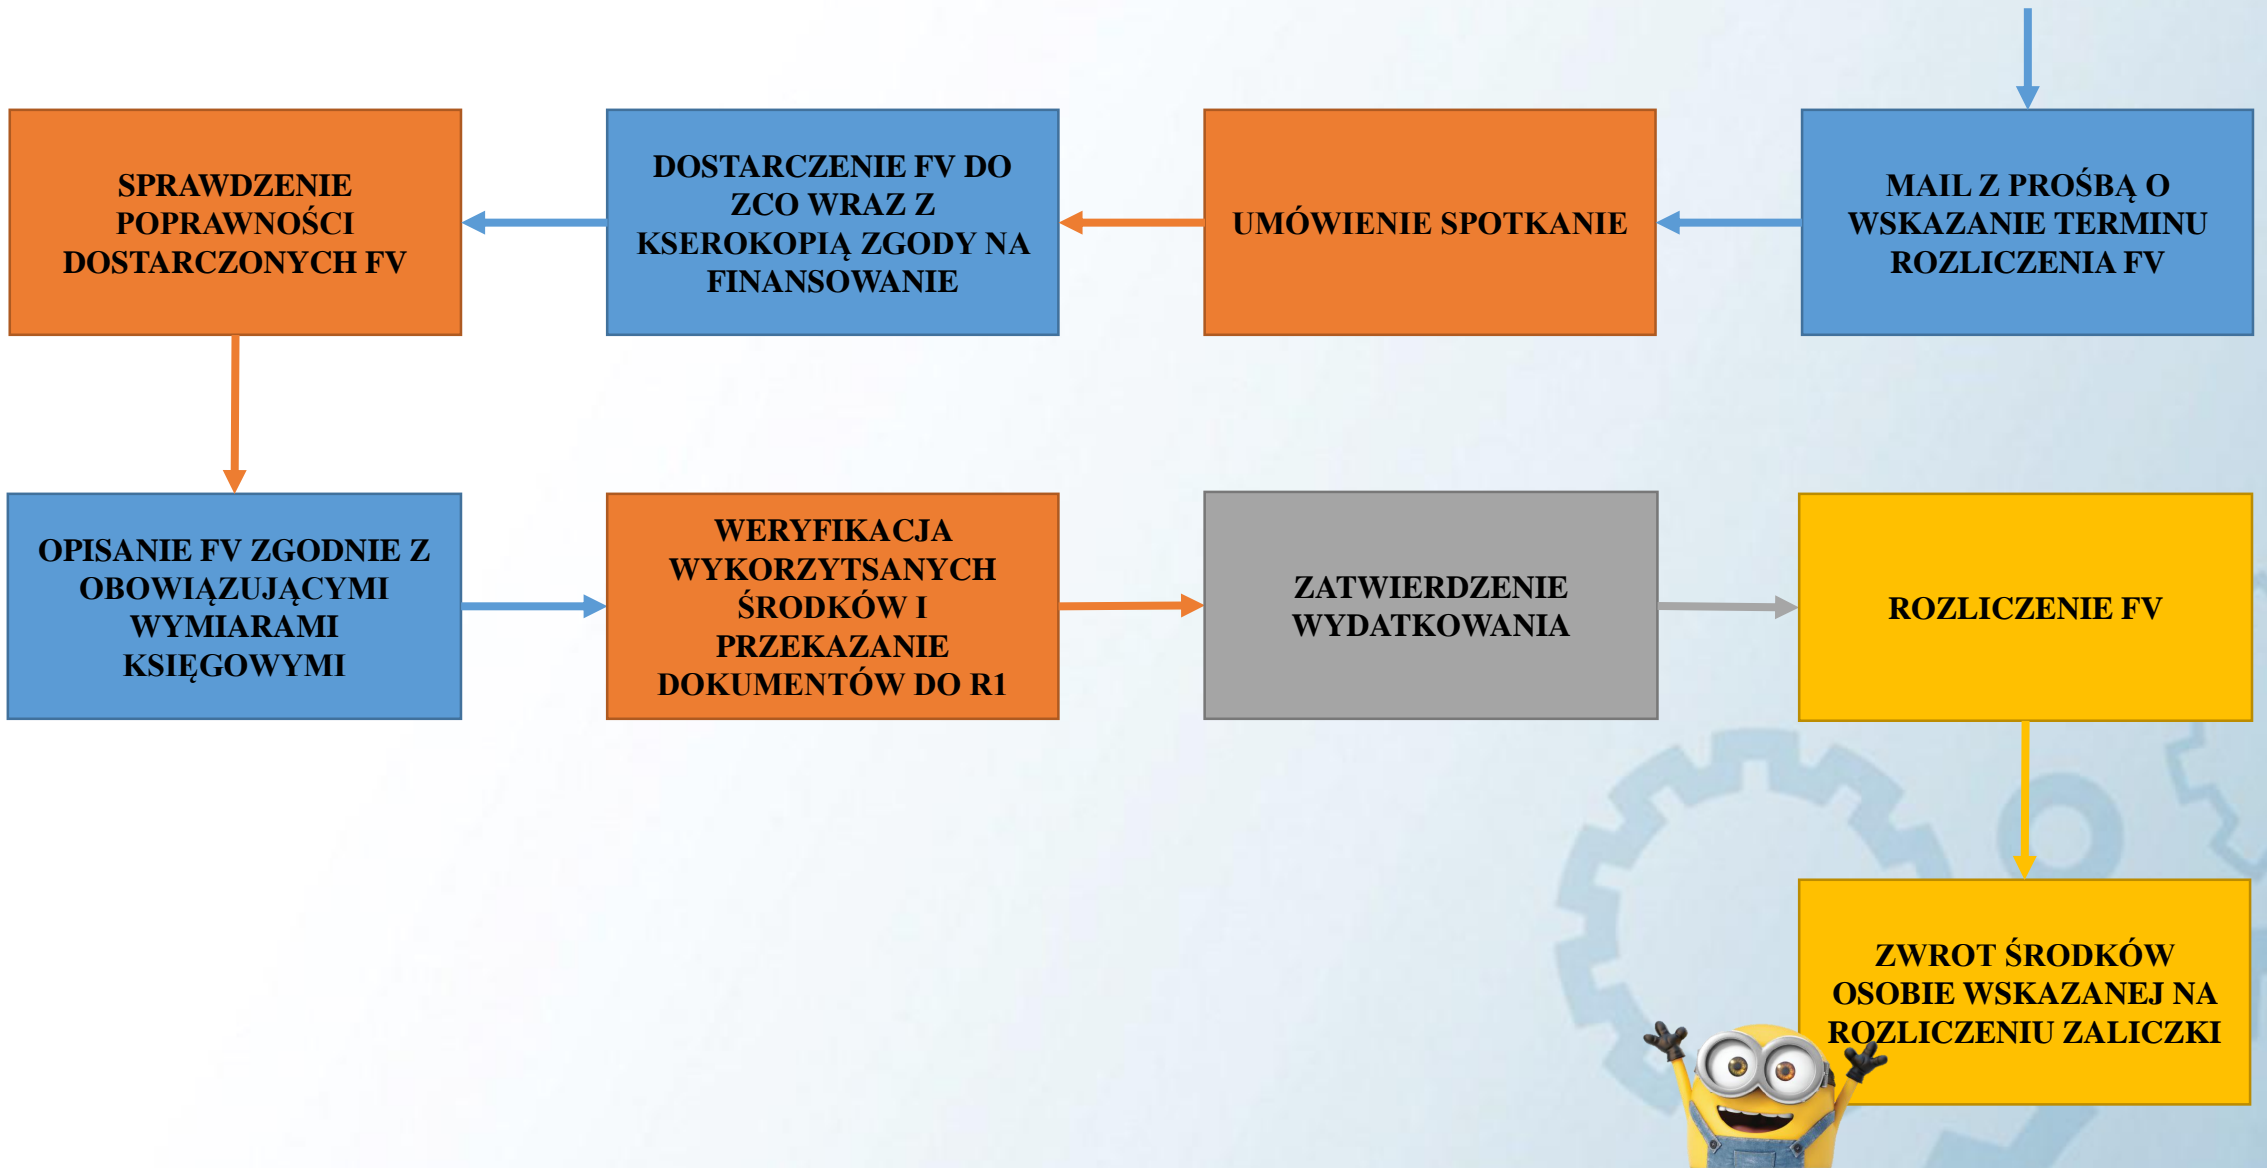 MAIL Z PROŚBĄ O
WSKAZANIE TERMINU
ROZLICZENIA FV
UMÓWIENIE SPOTKANIE
DOSTARCZENIE FV DO
ZCO WRAZ Z
KSEROKOPIĄ ZGODY NA
FINANSOWANIE
SPRAWDZENIE
POPRAWNOŚCI
DOSTARCZONYCH FV
OPISANIE FV ZGODNIE Z
OBOWIĄZUJĄCYMI
WYMIARAMI
KSIĘGOWYMI
WERYFIKACJA
WYKORZYTSANYCH
ŚRODKÓW I
PRZEKAZANIE
DOKUMENTÓW DO R1
ZATWIERDZENIE
WYDATKOWANIA
ROZLICZENIE FV
ZWROT ŚRODKÓW
OSOBIE WSKAZANEJ NA
ROZLICZENIU ZALICZKI